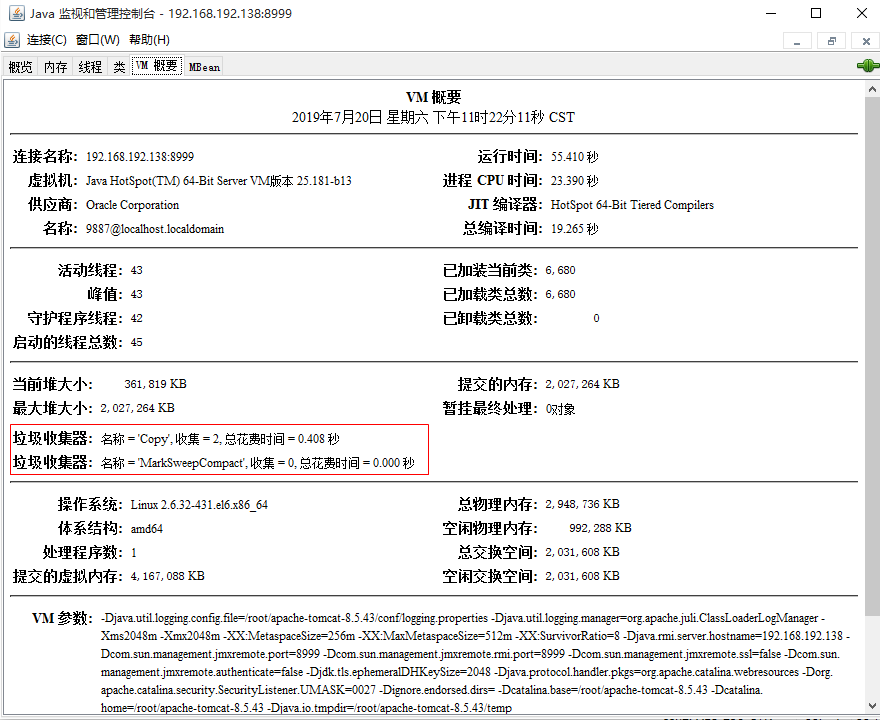 Java 监视和管理控制台 - 192.168.192.138:8999
连接(C) 窗口(W) 帮助(H)
概览 内存 线程 类 VM 概要 MBean
VM 概要
2019年7月20日 星期六 下午11时22分11秒 CST
连接名称: 192.168.192.138:8999 运行时间: 55.410 秒
虚拟机: Java HotSpot(TM) 64-Bit Server VM版本 25.181-b13 进程 CPU 时间: 23.390 秒
供应商: Oracle Corporation JIT 编译器: HotSpot 64-Bit Tiered Compilers
名称: 9887@localhost.localdomain 总编译时间: 19.265 秒
活动线程: 43 已加装当前类: 6,680
峰值: 43 已加载类总数: 6,680
守护程序线程: 42 已卸载类总数: 0
启动的线程总数: 45
当前堆大小: 361,819 KB 提交的内存: 2,027,264 KB
最大堆大小: 2,027,264 KB 暂挂最终处理: 0对象
垃圾收集器: 名称 = 'Copy', 收集 = 2, 总花费时间 = 0.408 秒
垃圾收集器: 名称 = 'MarkSweepCompact', 收集 = 0, 总花费时间 = 0.000 秒
操作系统: Linux 2.6.32-431.el6.x86_64 总物理内存: 2,948,736 KB
体系结构: amd64 空闲物理内存: 992,288 KB
处理程序数: 1 总交换空间: 2,031,608 KB
提交的虚拟内存: 4,167,088 KB 空闲交换空间: 2,031,608 KB
VM 参数: -Djava.util.logging.config.file=/root/apache-tomcat-8.5.43/conf/logging.properties -Djava.util.logging.manager=org.apache.juli.ClassLoaderLogManager -
Xms2048m -Xmx2048m -XX:MetaspaceSize=256m -XX:MaxMetaspaceSize=512m -XX:SurvivorRatio=8 -Djava.rmi.server.hostname=192.168.192.138 -
Dcom.sun.management.jmxremote.port=8999 -Dcom.sun.management.jmxremote.rmi.port=8999 -Dcom.sun.management.jmxremote.ssl=false -Dcom.sun.
management.jmxremote.authenticate=false -Djdk.tls.ephemeralDHKeySize=2048 -Djava.protocol.handler.pkgs=org.apache.catalina.webresources -Dorg.
apache.catalina.security.SecurityListener.UMASK=0027 -Dignore.endorsed.dirs= -Dcatalina.base=/root/apache-tomcat-8.5.43 -Dcatalina.
home=/root/apache-tomcat-8.5.43 -Djava.io.tmpdir=/root/apache-tomcat-8.5.43/temp